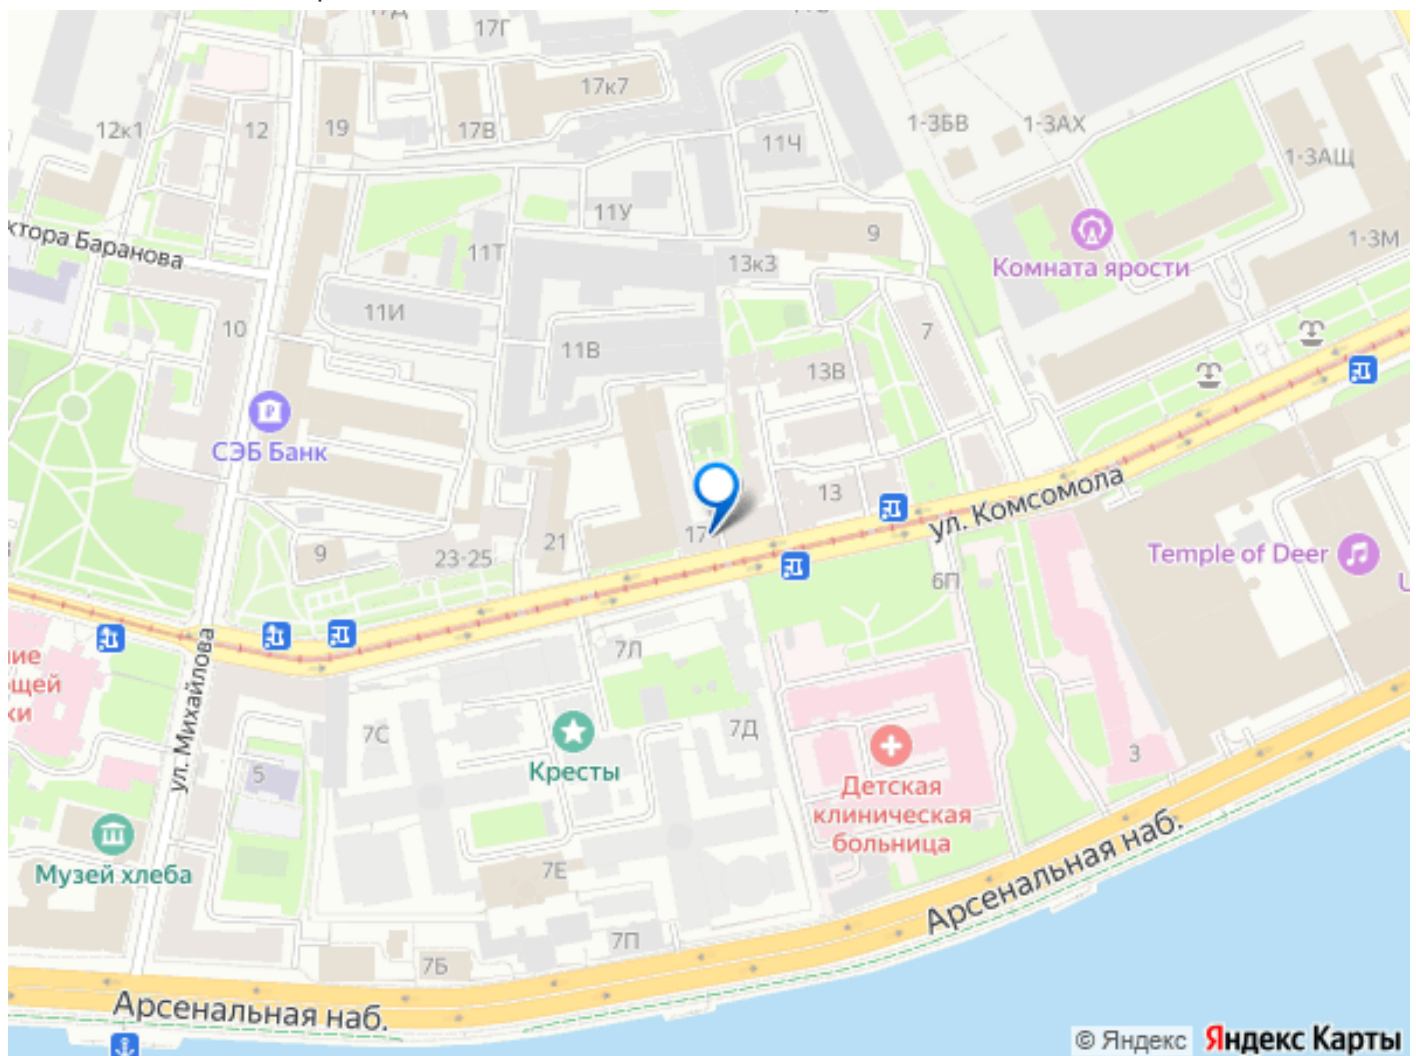 17Г
17к7
12к1
12
19
17В
11Ч
1-3БВ
1-3АХ
1-3АЩ
11У
9
1-3М
ктора Баранова
11Т
13к3
Комната ярости
10
11И
7
11В
13В
СЭБ Банк
13
ул. Комсомола
17
9
23-25
21
Temple of Deer
6П
U
ул. Михайлова
ние
щей
ки
7Л
7С
7Д
Кресты
3
5
Детская
клиническая
больница
Музей хлеба
7Е
Арсенальная наб.
7П
7Б
Арсенальная наб.
© Яндекс Яндекс Карты